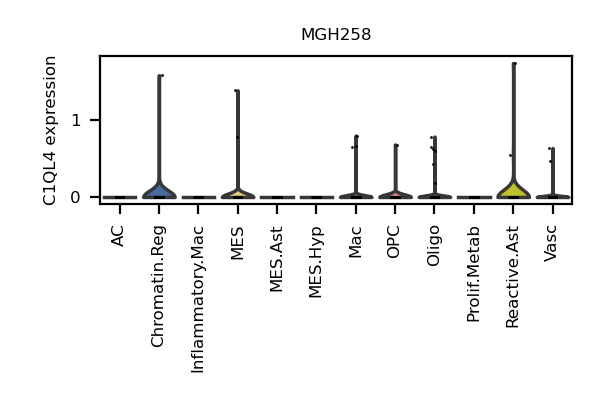 MGH258
C1QL4 expression
1
0
AC
Chromatin.Reg
Inflammatory.Mac
MES
MES.Ast
MES.Hyp
Mac
OPC
Oligo
Prolif.Metab
Reactive.Ast
Vasc